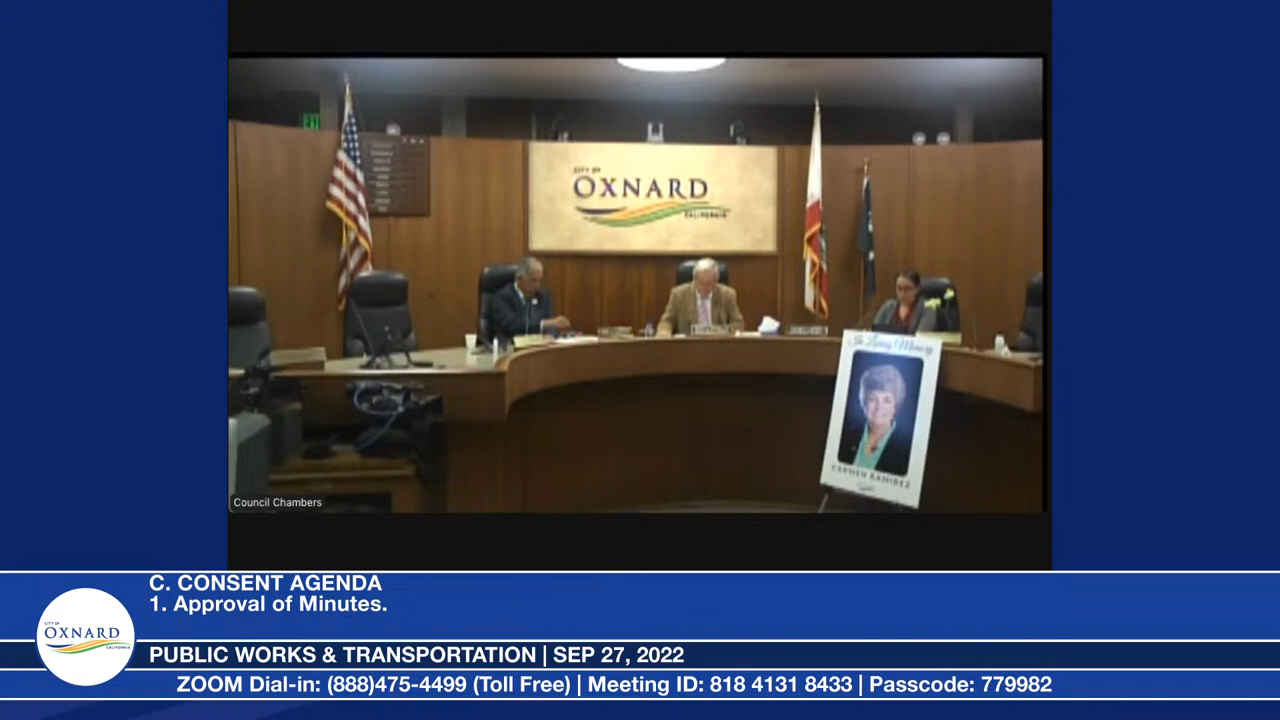 CITY OF
OXNARD
CALIFORNIA
In Loving Memory
CARMEN RAMIREZ
Council Chambers
C. CONSENT AGENDA
1. Approval of Minutes.
CITY OF
OXNARD
CALIFORNIA
PUBLIC WORKS & TRANSPORTATION | SEP 27, 2022
ZOOM Dial-in: (888)475-4499 (Toll Free) | Meeting ID: 818 4131 8433 | Passcode: 779982